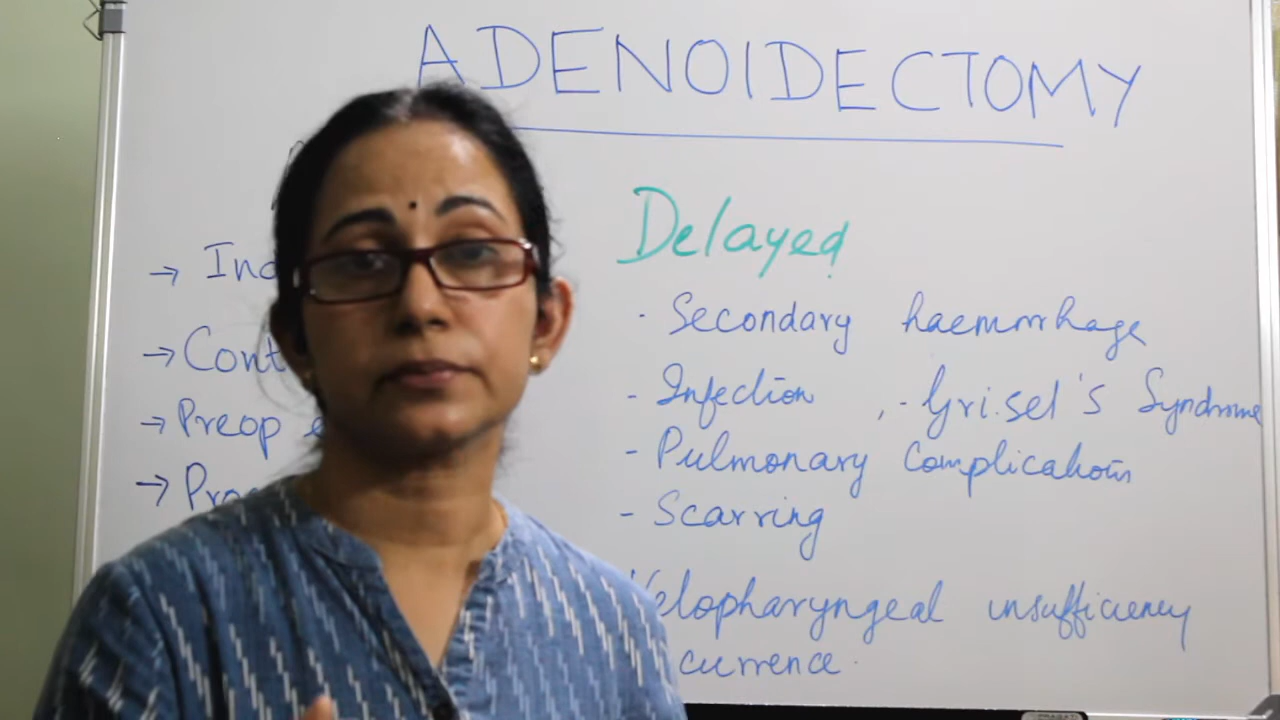 ADENOIDECTOMY
Delayed
→ Ind
· Secondary haemorrhage
→ Cont
- Infection , - Grisel's Syndrome
→ Preop e
- Pulmonary Complications
→ Pro
- Scarring
Velopharyngeal insufficiency
currence.